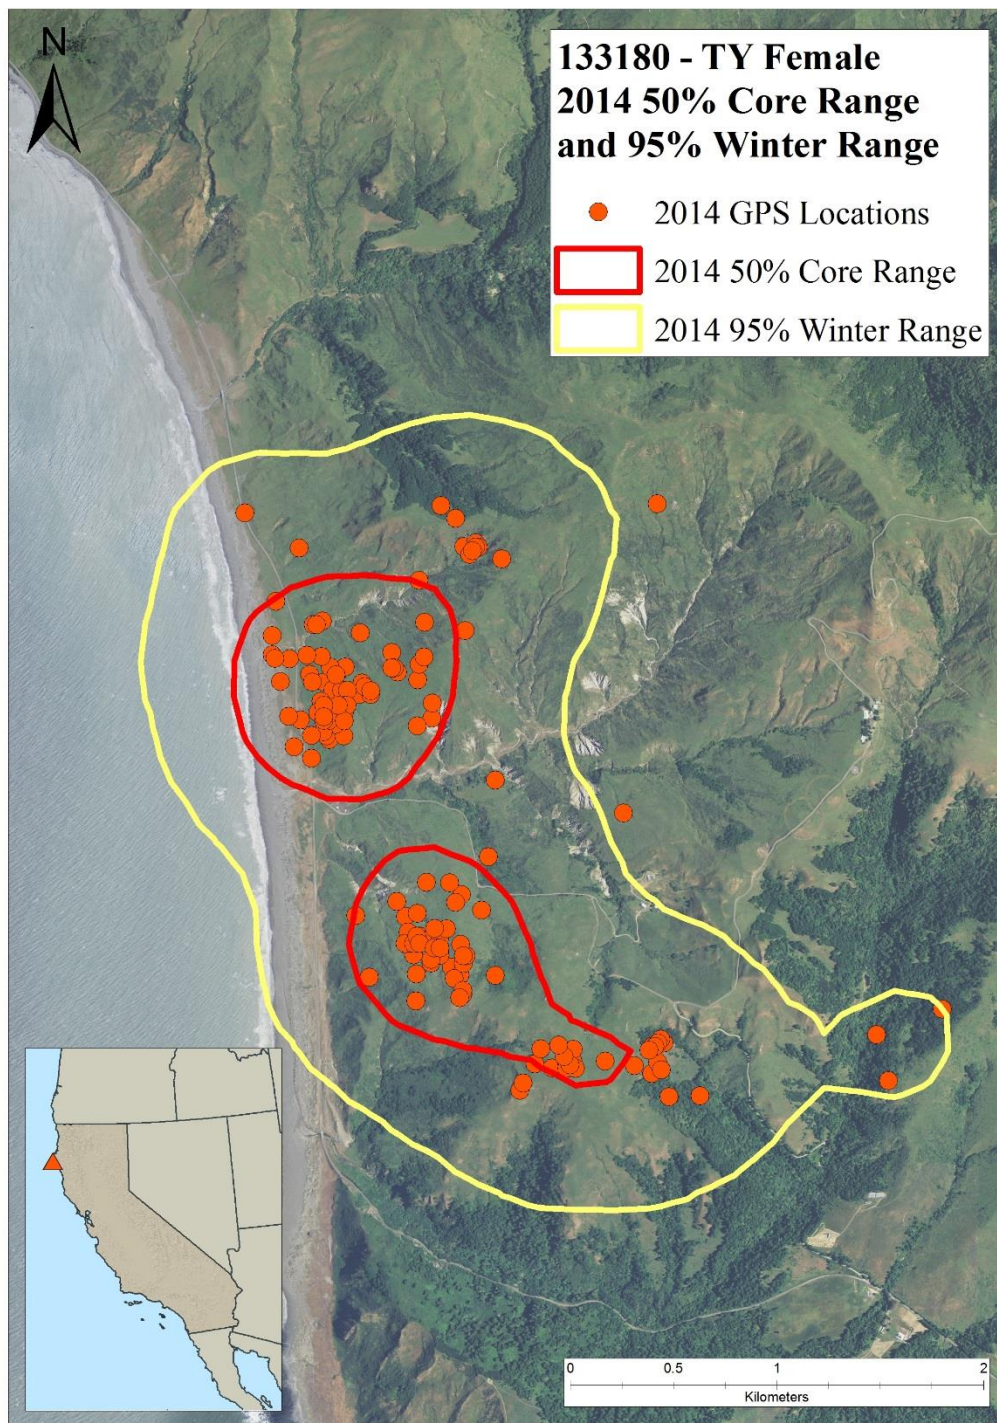 N
133180 - TY Female
2014 50% Core Range
and 95% Winter Range
2014 GPS Locations
2014 50% Core Range
2014 95% Winter Range
0 0.5 1 2
Kilometers